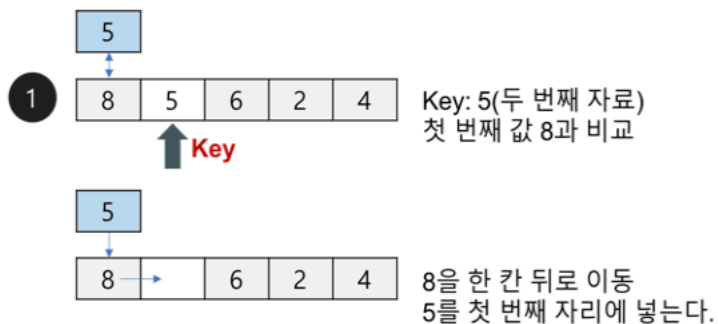 5
1
8 5 6 2 4
Key: 5(두 번째 자료)
첫 번째 값 8과 비교
Key
5
8 6 2 4
8을 한 칸 뒤로 이동
5를 첫 번째 자리에 넣는다.